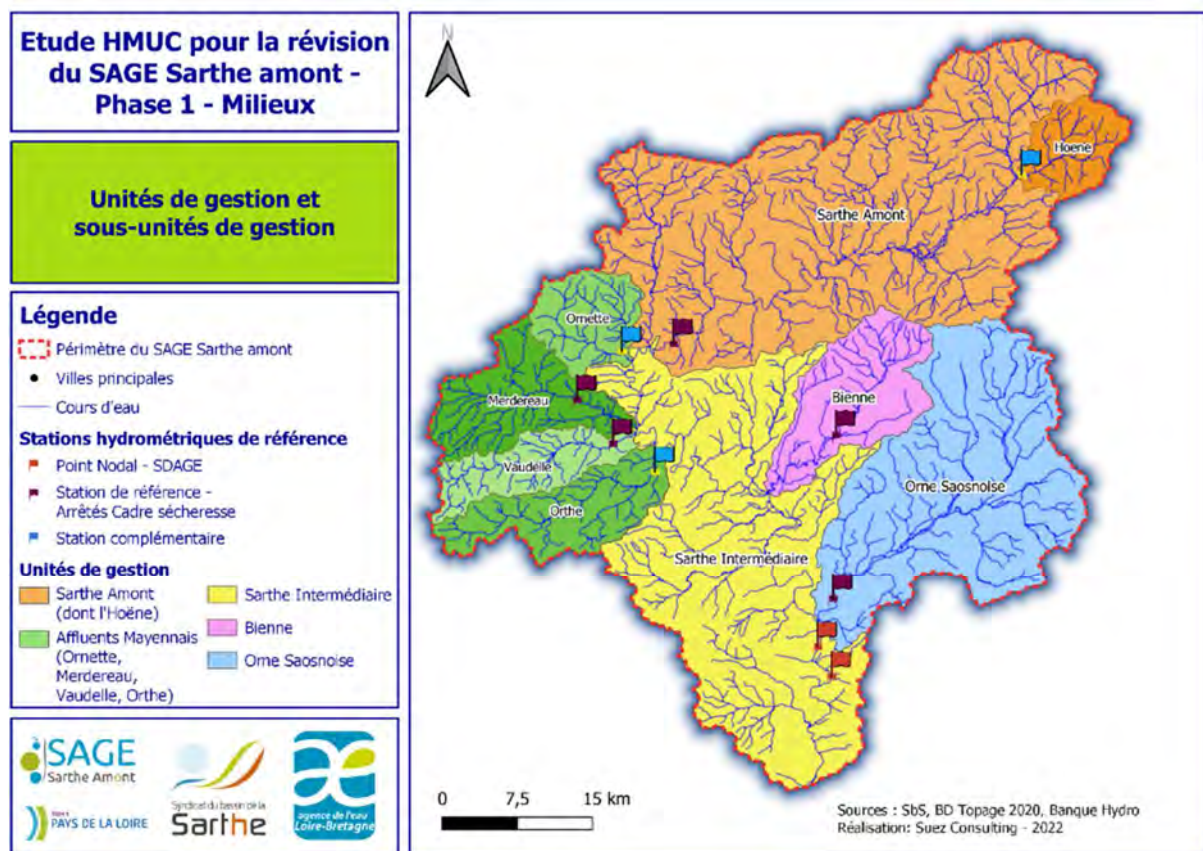 Etude HMUC pour la révision
du SAGE Sarthe amont -
Phase 1 - Milieux
Unités de gestion et
sous-unités de gestion
Légende
Périmètre du SAGE Sarthe amont
Villes principales
Cours d'eau
Stations hydrométriques de référence
Point Nodal - SDAGE
Station de référence -
Arrêtés Cadre sécheresse
Station complémentaire
Unités de gestion
Sarthe Amont
(dont l'Hoëne)
Affluents Mayennais
(Ornette,
Merdereau,
Vaudelle, Orthe)
Sarthe Intermédiaire
Bienne
Orne Saosnoise
SAGE
Sarthe Amont
PAYS DE LA LOIRE
Syndicat du bassin de la
Sarthe
agence de l'eau
Loire-Bretagne
N
Hoëne
Sarthe Amont
Ornette
Merdereau
Bienne
Vaudelle
Orne Saosnoise
Orthe
Sarthe Intermédiaire
0 7,5 15 km
Sources : SbS, BD Topage 2020, Banque Hydro
Réalisation: Suez Consulting - 2022